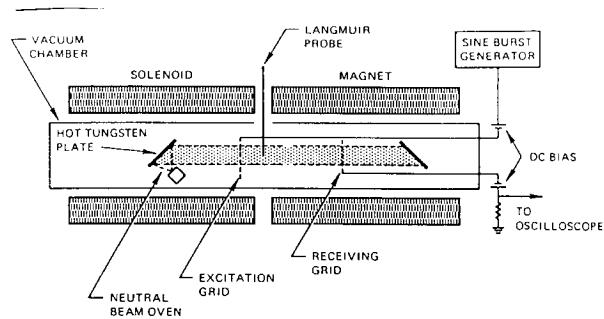 VACUUM
CHAMBER
LANGMUIR
PROBE
SINE BURST
GENERATOR
SOLENOID
MAGNET
HOT TUNGSTEN
PLATE
DC BIAS
TO
OSCILLOSCOPE
RECEIVING
GRID
EXCITATION
GRID
NEUTRAL
BEAM OVEN